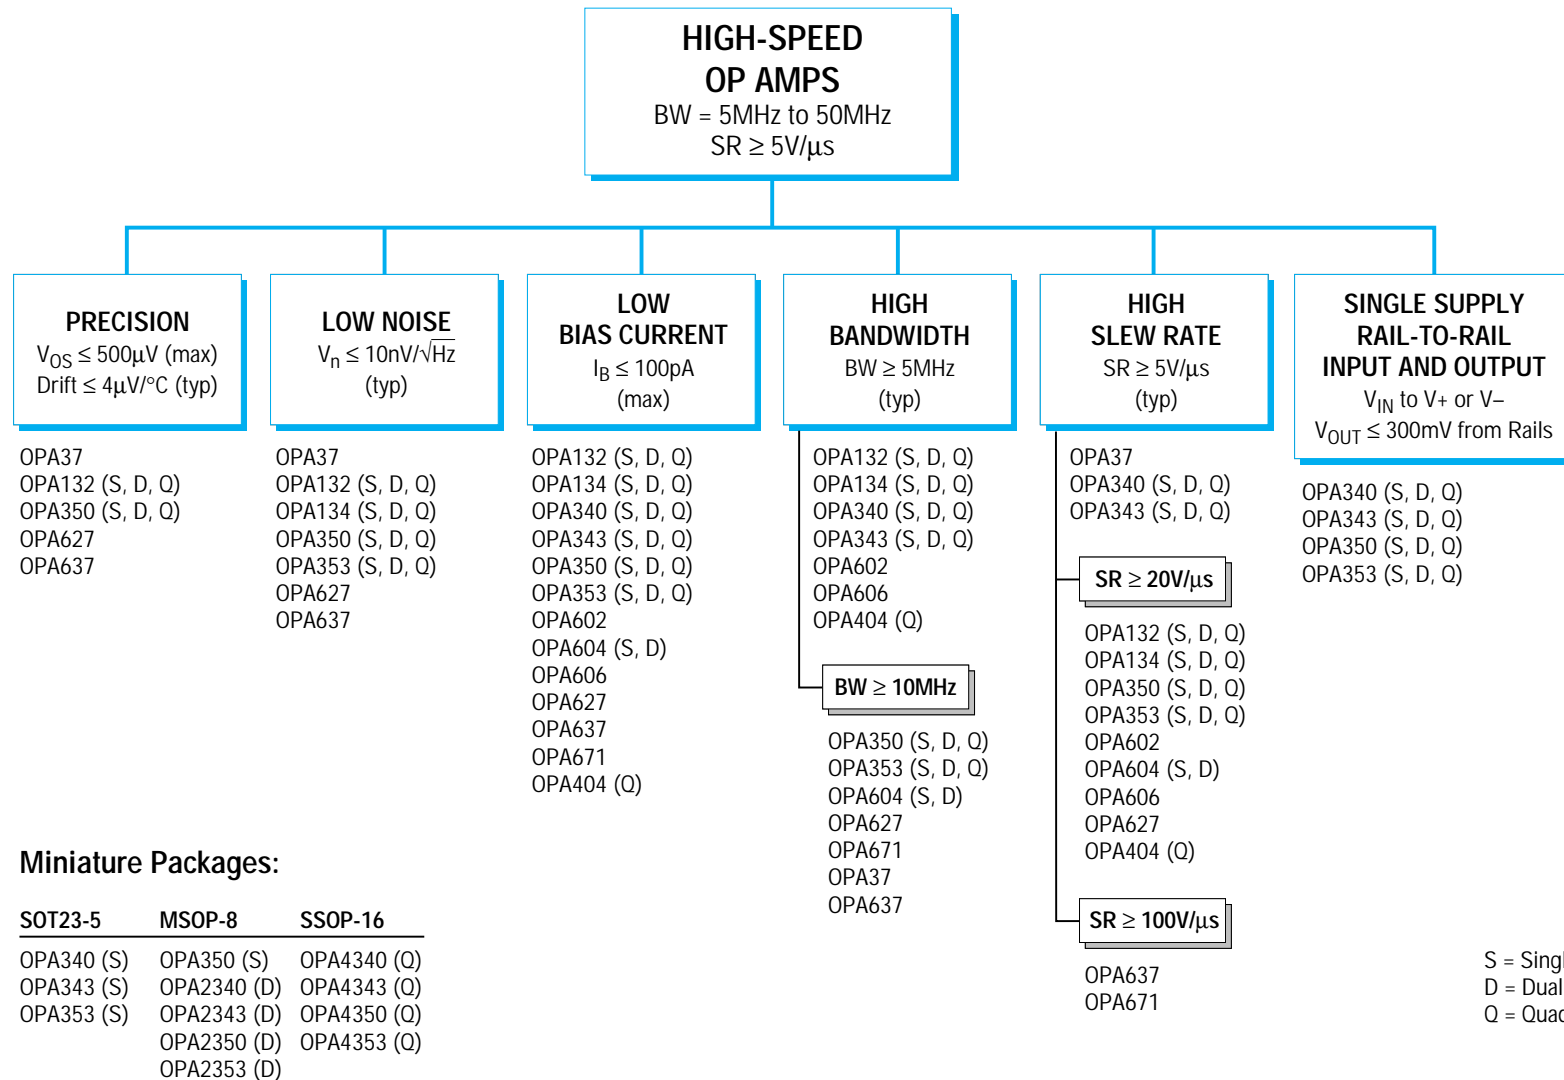 HIGH-SPEED
OP AMPS
BW = 5MHz to 50MHz
SR ≥ 5V/µs
PRECISION
VOS ≤ 500µV (max)
Drift ≤ 4µV/°C (typ)
OPA37
OPA132 (S, D, Q)
OPA350 (S, D, Q)
OPA627
OPA637
LOW NOISE
Vn ≤ 10nV/√Hz
(typ)
OPA37
OPA132 (S, D, Q)
OPA134 (S, D, Q)
OPA350 (S, D, Q)
OPA353 (S, D, Q)
OPA627
OPA637
LOW
BIAS CURRENT
IB ≤ 100pA
(max)
OPA132 (S, D, Q)
OPA134 (S, D, Q)
OPA340 (S, D, Q)
OPA343 (S, D, Q)
OPA350 (S, D, Q)
OPA353 (S, D, Q)
OPA602
OPA604 (S, D)
OPA606
OPA627
OPA637
OPA671
OPA404 (Q)
HIGH
BANDWIDTH
BW ≥ 5MHz
(typ)
OPA132 (S, D, Q)
OPA134 (S, D, Q)
OPA340 (S, D, Q)
OPA343 (S, D, Q)
OPA602
OPA606
OPA404 (Q)
BW ≥ 10MHz
OPA350 (S, D, Q)
OPA353 (S, D, Q)
OPA604 (S, D)
OPA627
OPA671
OPA37
OPA637
HIGH
SLEW RATE
SR ≥ 5V/µs
(typ)
OPA37
OPA340 (S, D, Q)
OPA343 (S, D, Q)
SR ≥ 20V/µs
OPA132 (S, D, Q)
OPA134 (S, D, Q)
OPA350 (S, D, Q)
OPA353 (S, D, Q)
OPA602
OPA604 (S, D)
OPA606
OPA627
OPA404 (Q)
SR ≥ 100V/µs
OPA637
OPA671
SINGLE SUPPLY
RAIL-TO-RAIL
INPUT AND OUTPUT
VIN to V+ or V–
VOUT ≤ 300mV from Rails
OPA340 (S, D, Q)
OPA343 (S, D, Q)
OPA350 (S, D, Q)
OPA353 (S, D, Q)
Miniature Packages:
SOT23-5 MSOP-8 SSOP-16
OPA340 (S) OPA350 (S) OPA4340 (Q)
OPA343 (S) OPA2340 (D) OPA4343 (Q)
OPA353 (S) OPA2343 (D) OPA4350 (Q)
OPA2350 (D) OPA4353 (Q)
OPA2353 (D)
S =
D = Dual
Q =